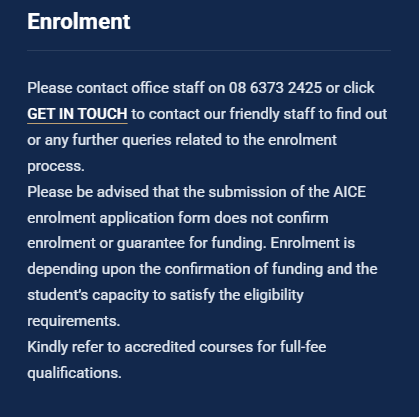 Enrolment
Please contact office staff on 08 6373 2425 or click
GET IN TOUCH to contact our friendly staff to find out
or any further queries related to the enrolment
process.
Please be advised that the submission of the AICE
enrolment application form does not confirm
enrolment or guarantee for funding. Enrolment is
depending upon the confirmation of funding and the
student's capacity to satisfy the eligibility
requirements.
Kindly refer to accredited courses for full-fee
qualifications.